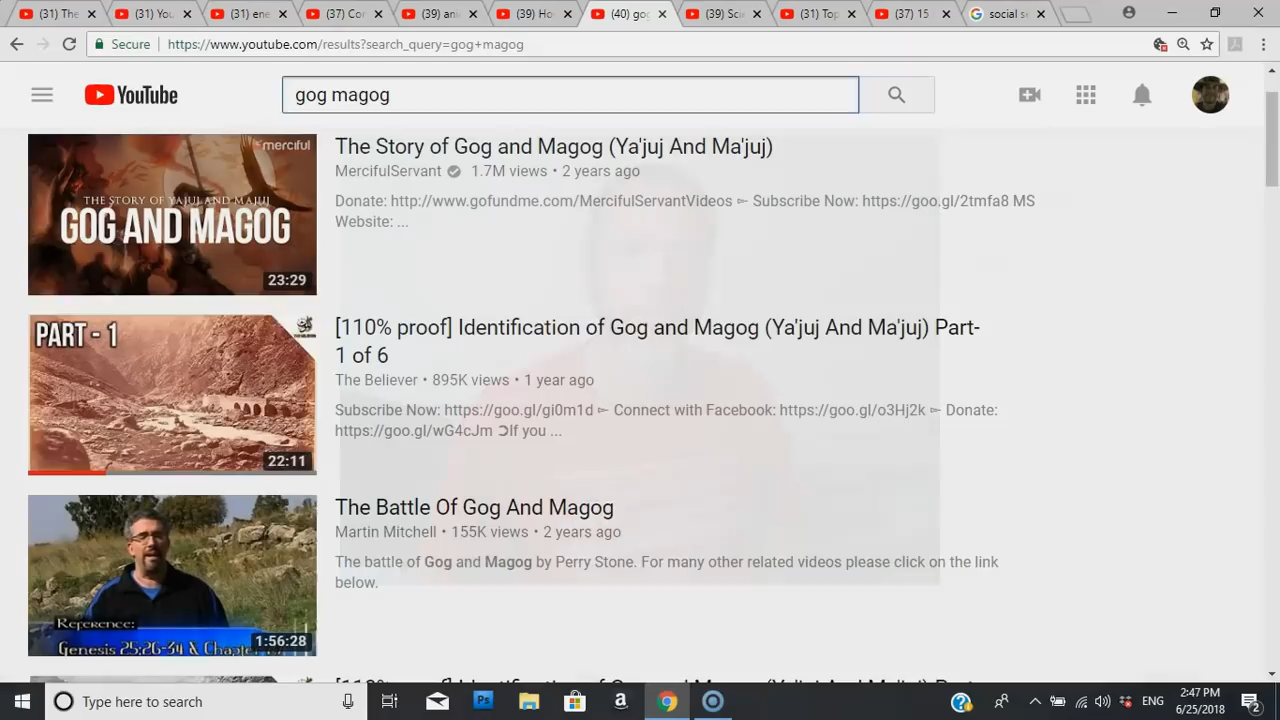 (31) The
(31) You
(31) ene
(37) Cor
(39) ani
(39) Ho
(40) gog
(39) Sci
(31) Top
(37) 15
social s
Secure
https://www.youtube.com/results?search_query=gog+magog
YouTube
gog magog
merciful
THE STORY OF YAJUJ AND MAJUJ
GOG AND MAGOG
23:29
The Story of Gog and Magog (Ya'juj And Ma'juj)
MercifulServant 1.7M views • 2 years ago
Donate: http://www.gofundme.com/MercifulServantVideos ► Subscribe Now: https://goo.gl/2tmfa8 MS
Website: ...
PART - 1
22:11
[110% proof] Identification of Gog and Magog (Ya'juj And Ma'juj) Part-
1 of 6
The Believer • 895K views • 1 year ago
Subscribe Now: https://goo.gl/gi0m1d ► Connect with Facebook: https://goo.gl/o3Hj2k ► Donate:
https://goo.gl/wG4cJm ➲If you ...
Reference:
Genesis 25:26-34 &
1:56:28
The Battle Of Gog And Magog
Martin Mitchell • 155K views • 2 years ago
The battle of Gog and Magog by Perry Stone. For many other related videos please click on the link
below.
Type here to search
ENG
2:47 PM
6/25/2018
2